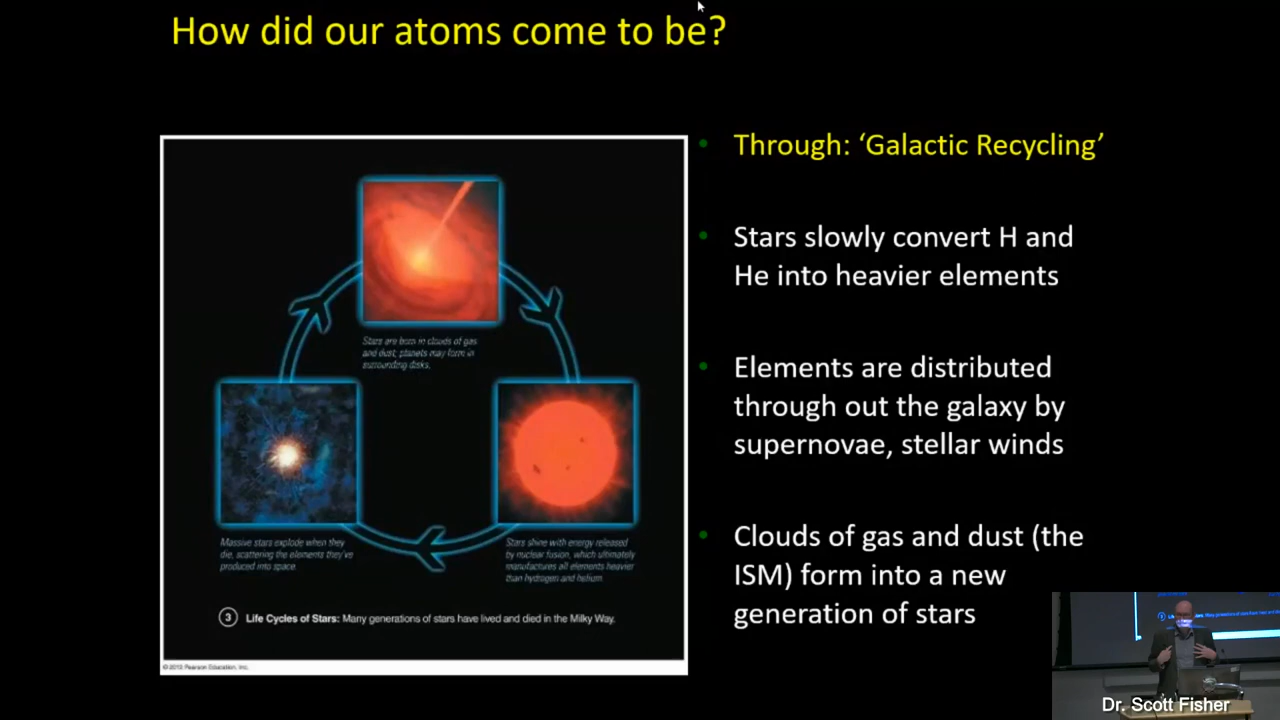 How did our atoms come to be?
Through: ‘Galactic Recycling’
Stars slowly convert H and
He into heavier elements
Elements are distributed
through out the galaxy by
supernovae, stellar winds
Clouds of gas and dust (the
ISM) form into a new
generation of stars
Stars are born in clouds of gas
and dust; planets may form in
surrounding disks.
Massive stars explode when they
die, scattering the elements they've
produced into space.
Stars shine with energy released
by nuclear fusion, which ultimately
manufactures all elements heavier
than hydrogen and helium.
3 Life Cycles of Stars: Many generations of stars have lived and died in the Milky Way.
Pearson Education, Inc.
Dr. Scott Fisher